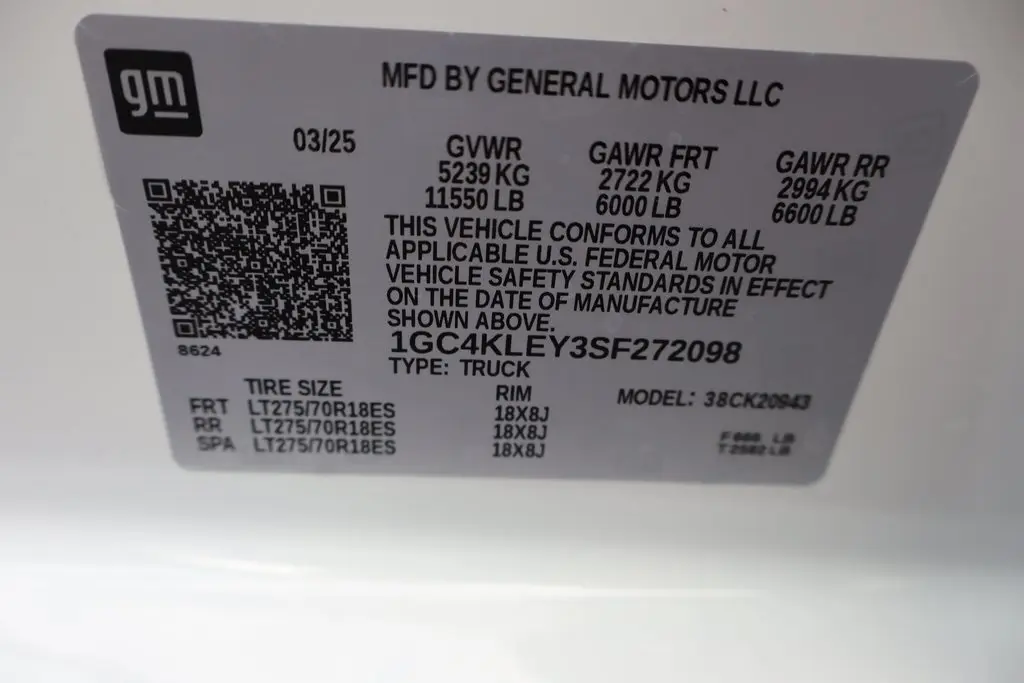 gm
MFD BY GENERAL MOTORS LLC
03/25
GVWR GAWR FRT GAWR RR
5239 KG 2722 KG 2994 KG
11550 LB 6000 LB 6600 LB
THIS VEHICLE CONFORMS TO ALL
APPLICABLE U.S. FEDERAL MOTOR
VEHICLE SAFETY STANDARDS IN EFFECT
ON THE DATE OF MANUFACTURE
SHOWN ABOVE.
8624
1GC4KLEY3SF272098
TYPE: TRUCK
TIRE SIZE RIM MODEL: 38CK20943
FRT LT275/70R18ES 18X8J
RR LT275/70R18ES 18X8J
SPA LT275/70R18ES 18X8J
F LB
LB